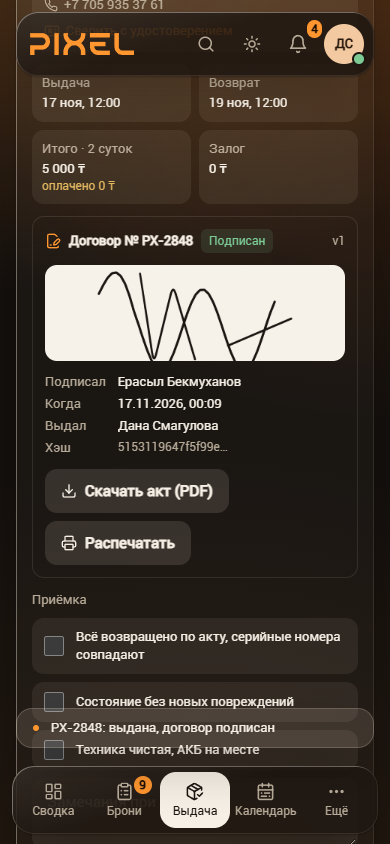 +7 705 935 37 61
PIXEL
4
ДС
Выдача
17 ноя, 12:00
Возврат
19 ноя, 12:00
Итого · 2 суток
5 000 ₸
оплачено 0 ₸
Залог
0 ₸
Договор № PX-2848
Подписан
v1
Подписал Ерасыл Бекмуханов
Когда 17.11.2026, 00:09
Выдал Дана Смагулова
Хэш 5153119647f5f99e…
Скачать акт (PDF)
Распечатать
Приёмка
Всё возвращено по акту, серийные номера
совпадают
Состояние без новых повреждений
PX-2848: выдана, договор подписан
Техника чистая, АКБ на месте
9
Сводка
Брони
Выдача
Календарь
Ещё